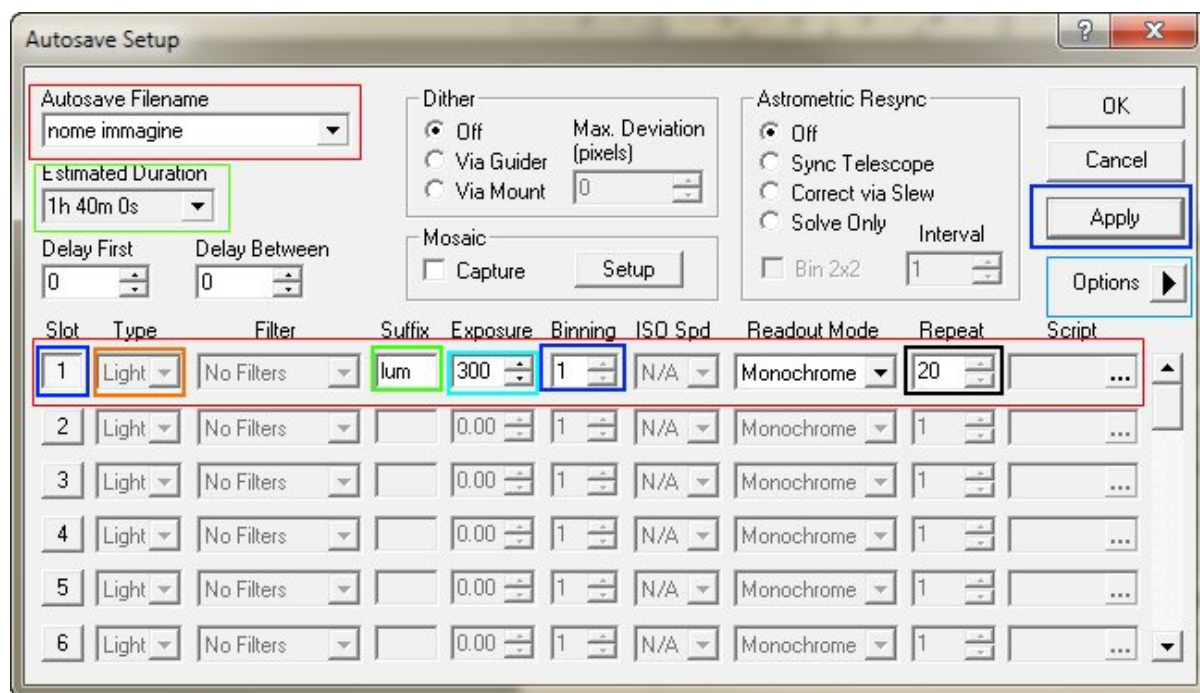 Autosave Setup
Autosave Filename
nome immagine
Estimated Duration
1h 40m 0s
Delay First Delay Between
0 0
Dither
Off
Via Guider
Via Mount
Max. Deviation
(pixels)
0
Mosaic
Capture Setup
Astrometric Resync
Off
Sync Telescope
Correct via Slew
Solve Only
Interval
Bin 2x2 1
OK
Cancel
Apply
Options
Slot Type Filter Suffix Exposure Binning ISO Spd Readout Mode Repeat Script
1 Light No Filters lum 300 1 N/A Monochrome 20 ...
2 Light No Filters 0.00 1 N/A Monochrome 1 ...
3 Light No Filters 0.00 1 N/A Monochrome 1 ...
4 Light No Filters 0.00 1 N/A Monochrome 1 ...
5 Light No Filters 0.00 1 N/A Monochrome 1 ...
6 Light No Filters 0.00 1 N/A Monochrome 1 ...